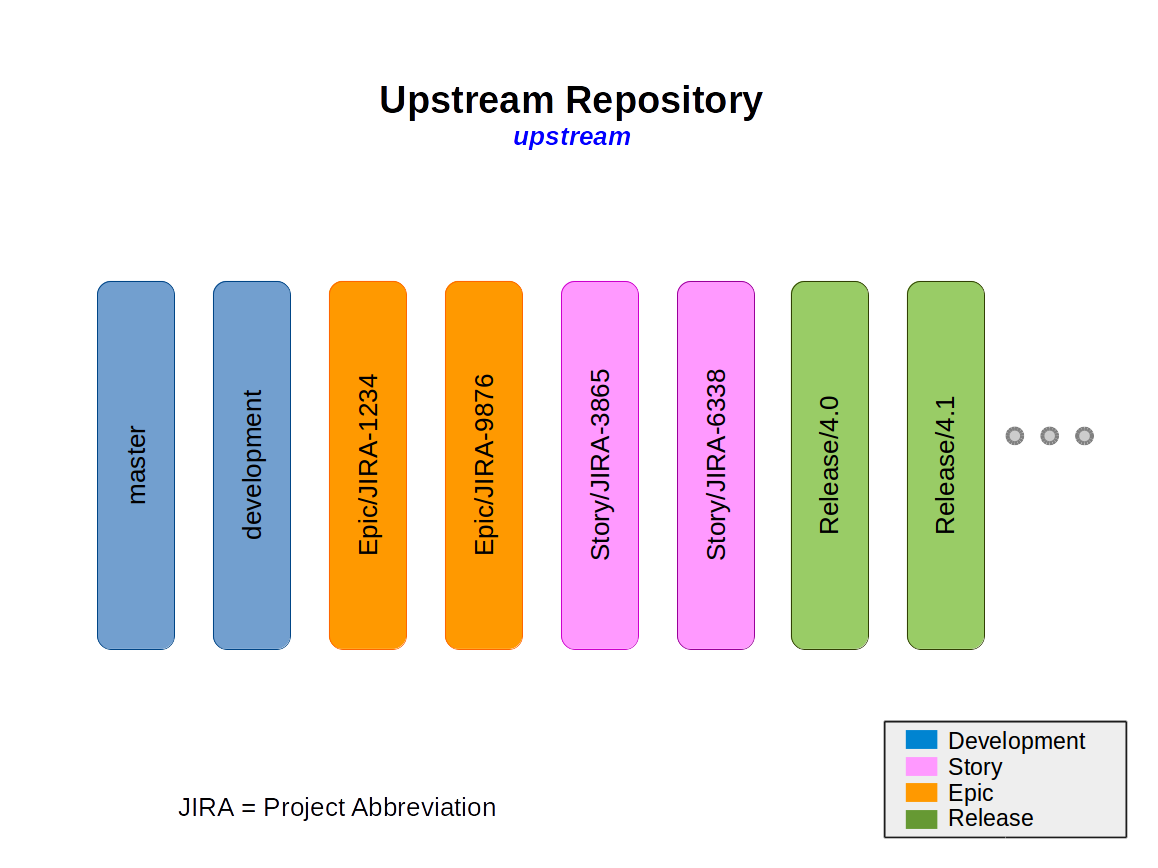 Upstream Repository
upstream
master
development
Epic/JIRA-1234
Epic/JIRA-9876
Story/JIRA-3865
Story/JIRA-6338
Release/4.0
Release/4.1
Development
Story
Epic
Release
JIRA = Project Abbreviation